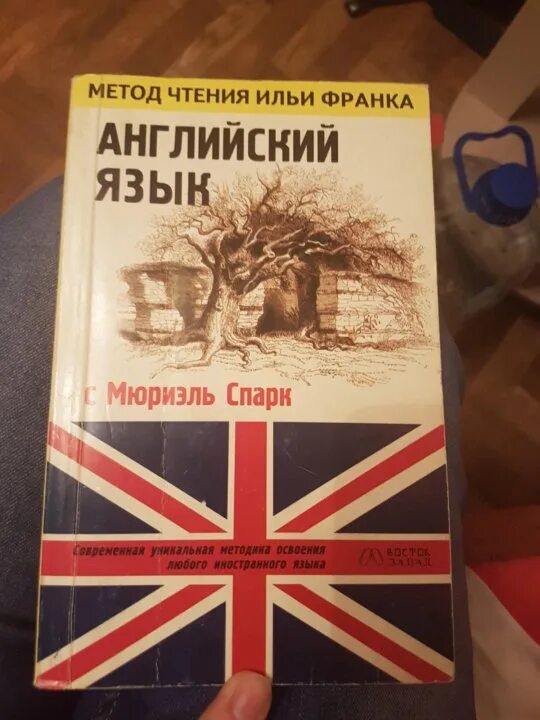 МЕТОД ЧТЕНИЯ ИЛЬИ ФРАНКА
АНГЛИЙСКИЙ
ЯЗЫК
с Мюриэль Спарк
Современная уникальная методика освоения
любого иностранного языка
ВОСТОК
ЗАПАД